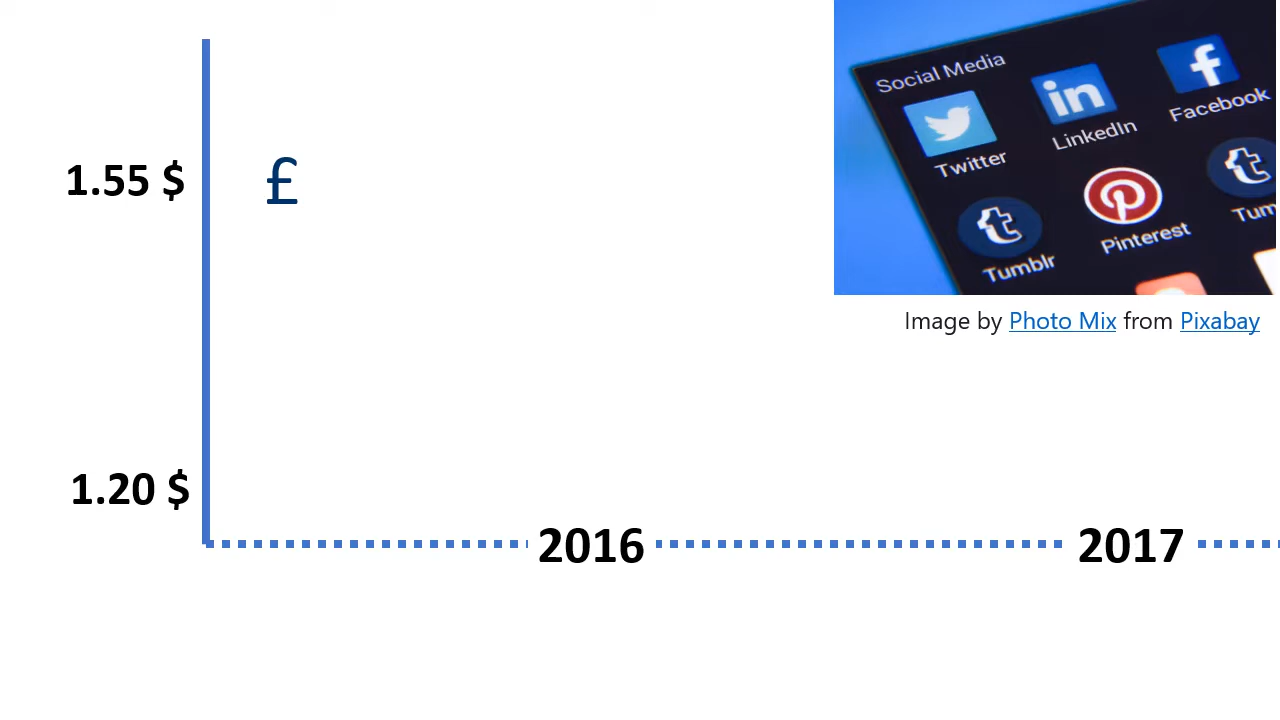 1.55 $
£
1.20 $
2016
2017
Social Media
Twitter
LinkedIn
Facebook
Tumblr
Pinterest
Image by Photo Mix from Pixabay